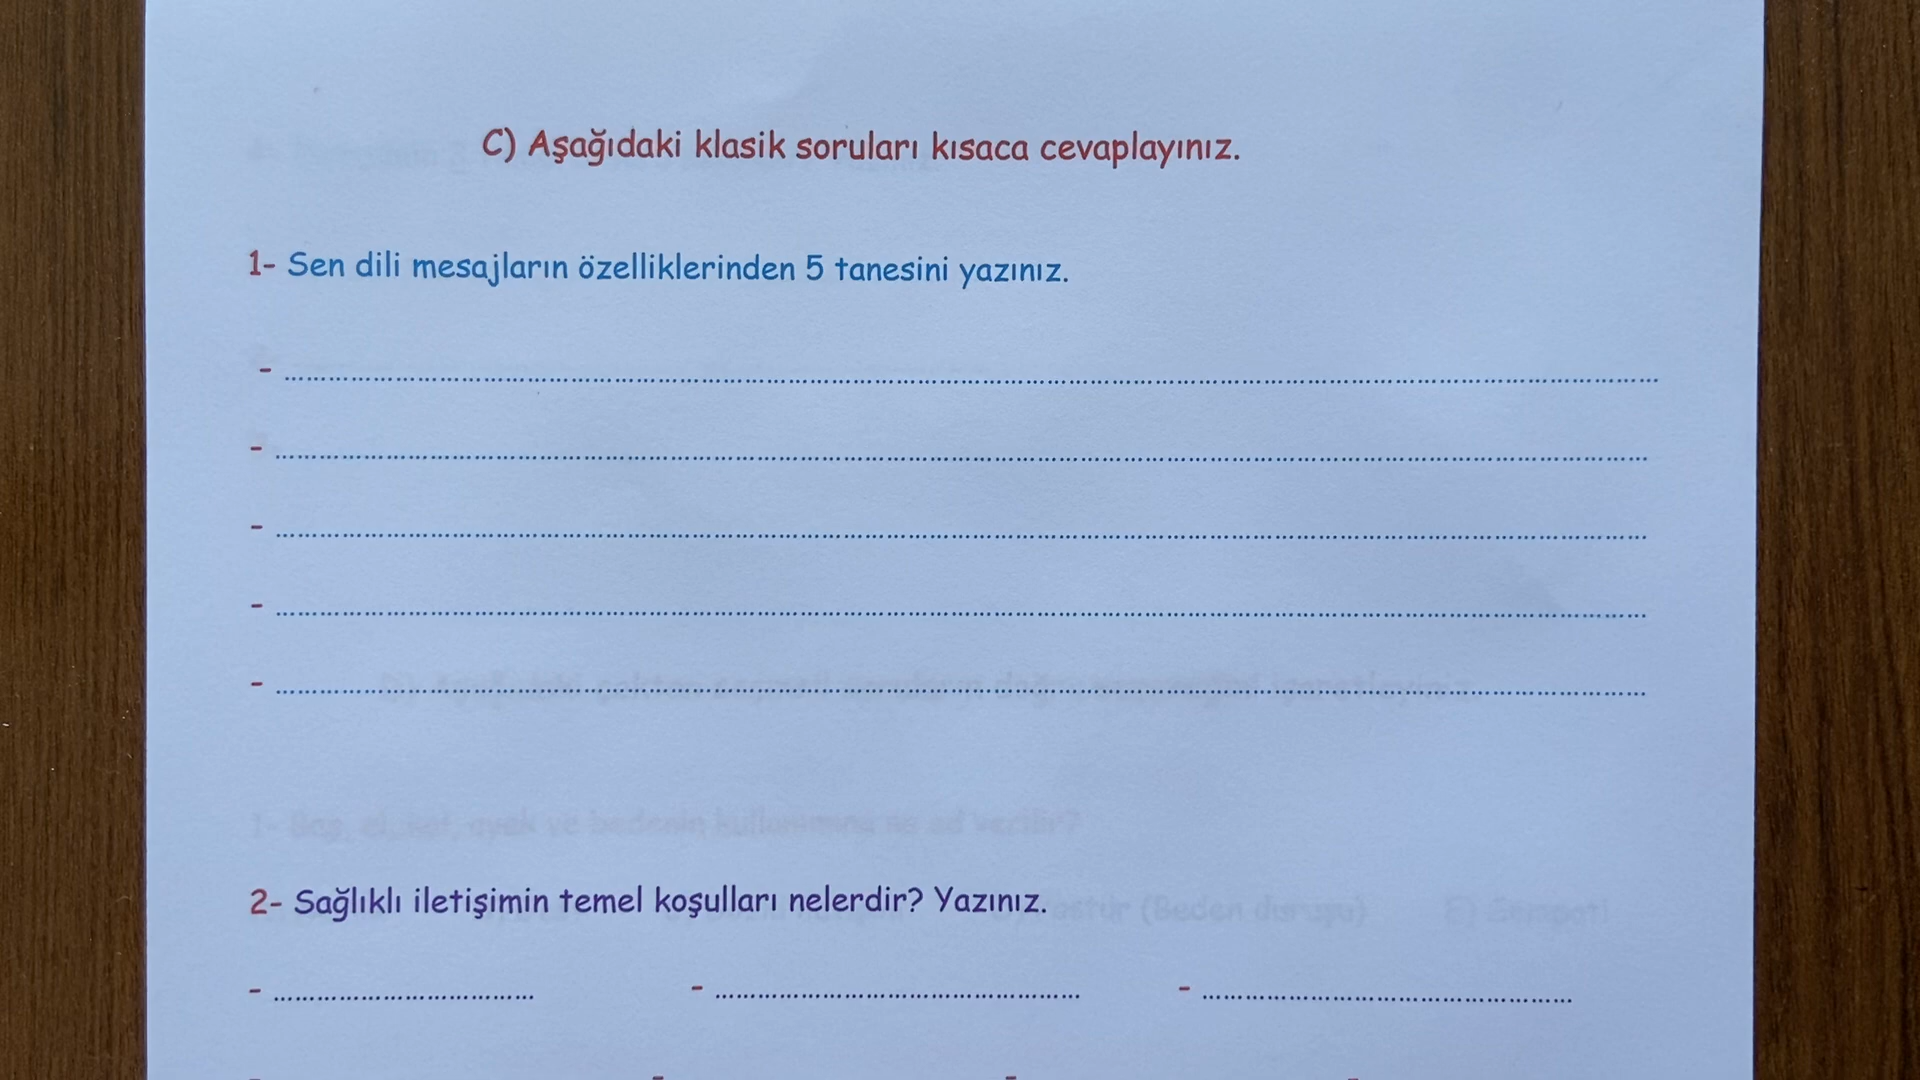 C) Aşağıdaki klasik soruları kısaca cevaplayınız.
1- Sen dili mesajların özelliklerinden 5 tanesini yazınız.
- ........................................................................
- ........................................................................
- ........................................................................
- ........................................................................
- ........................................................................
2- Sağlıklı iletişimin temel koşulları nelerdir? Yazınız.
- .................... - .................... - ....................